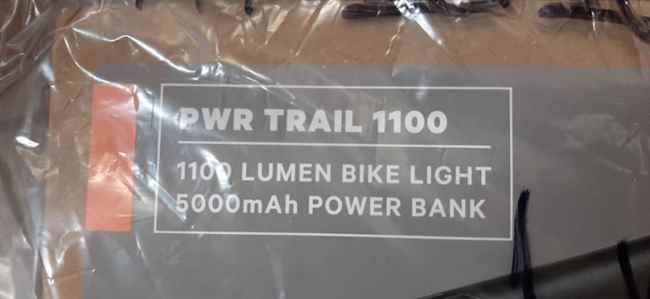 PWR TRAIL 1100
1100 LUMEN BIKE LIGHT
5000mAh POWER BANK